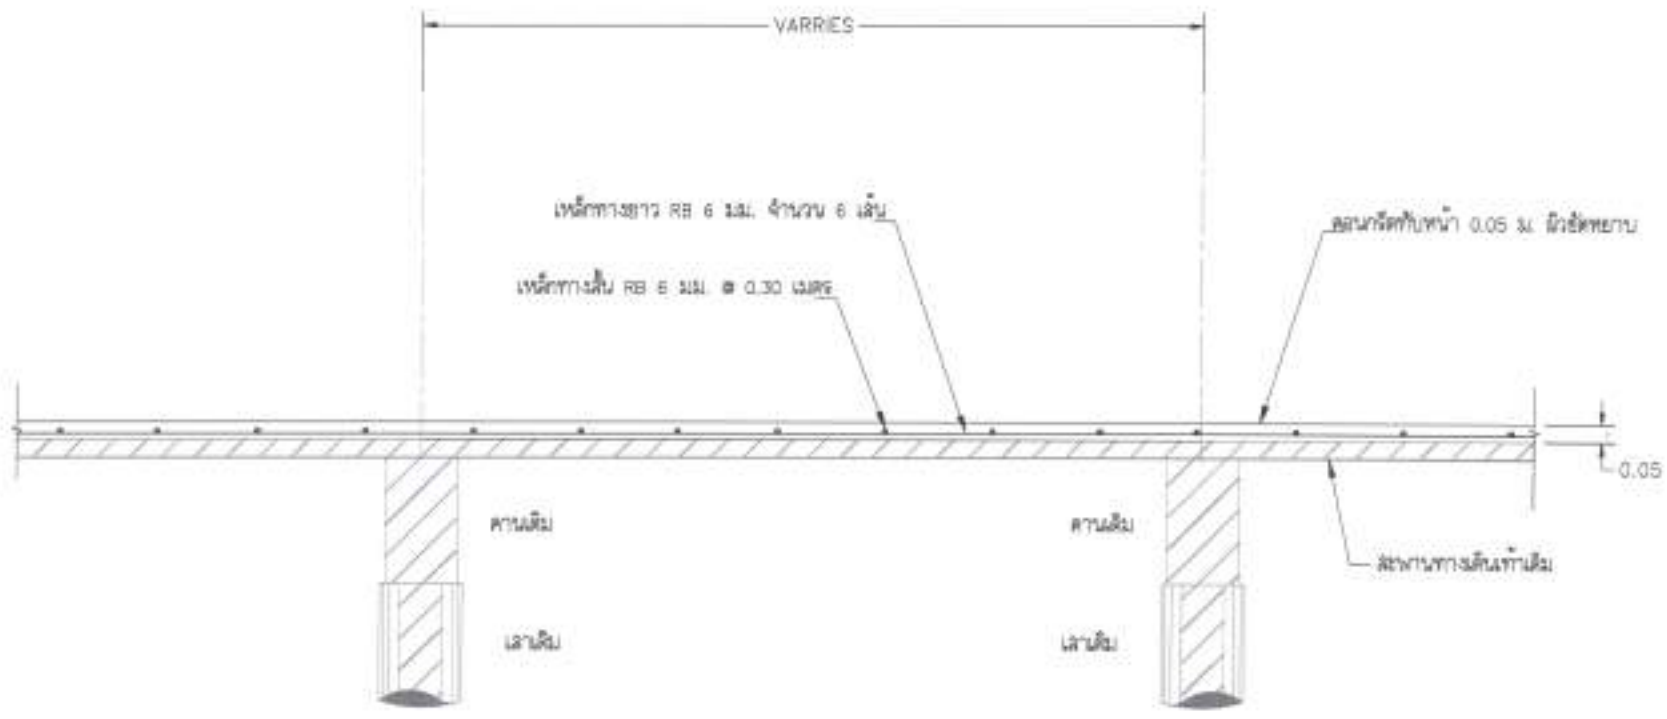 VARRIES
เหล็กทางยาว RB 6 มม. จำนวน 6 เส้น
คอนกรีตทับหน้า 0.05 ม. ผิวขัดหยาบ
เหล็กทางสั้น RB 6 มม. @ 0.30 เมตร
0.05
คานเดิม
คานเดิม
สะพานทางเดินเท้าเดิม
เสาเดิม
เสาเดิม